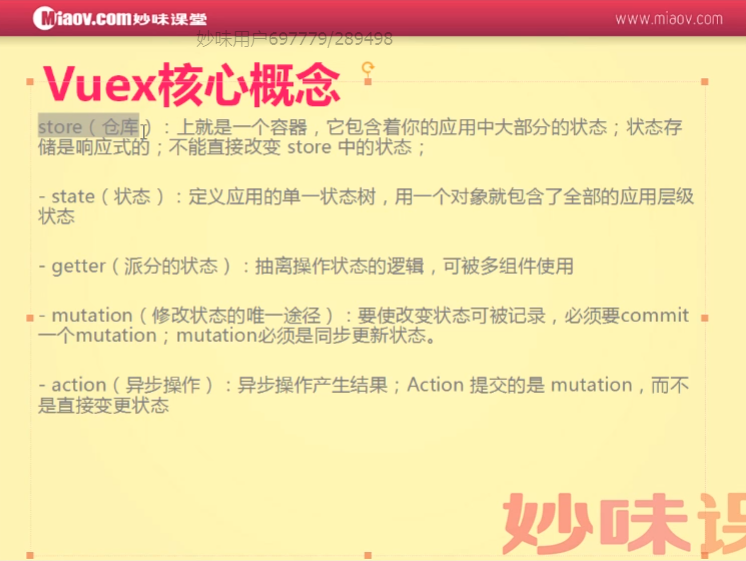 Miaov.com妙味课堂
www.miaov.com
妙味用户697779/289498
Vuex核心概念
store（仓库）：上就是一个容器，它包含着你的应用中大部分的状态；状态存
储是响应式的；不能直接改变 store 中的状态；
- state（状态）：定义应用的单一状态树，用一个对象就包含了全部的应用层级
状态
- getter（派分的状态）：抽离操作状态的逻辑，可被多组件使用
- mutation（修改状态的唯一途径）：要使改变状态可被记录，必须要commit
一个mutation；mutation必须是同步更新状态。
- action（异步操作）：异步操作产生结果；Action 提交的是 mutation，而不
是直接变更状态
妙味课